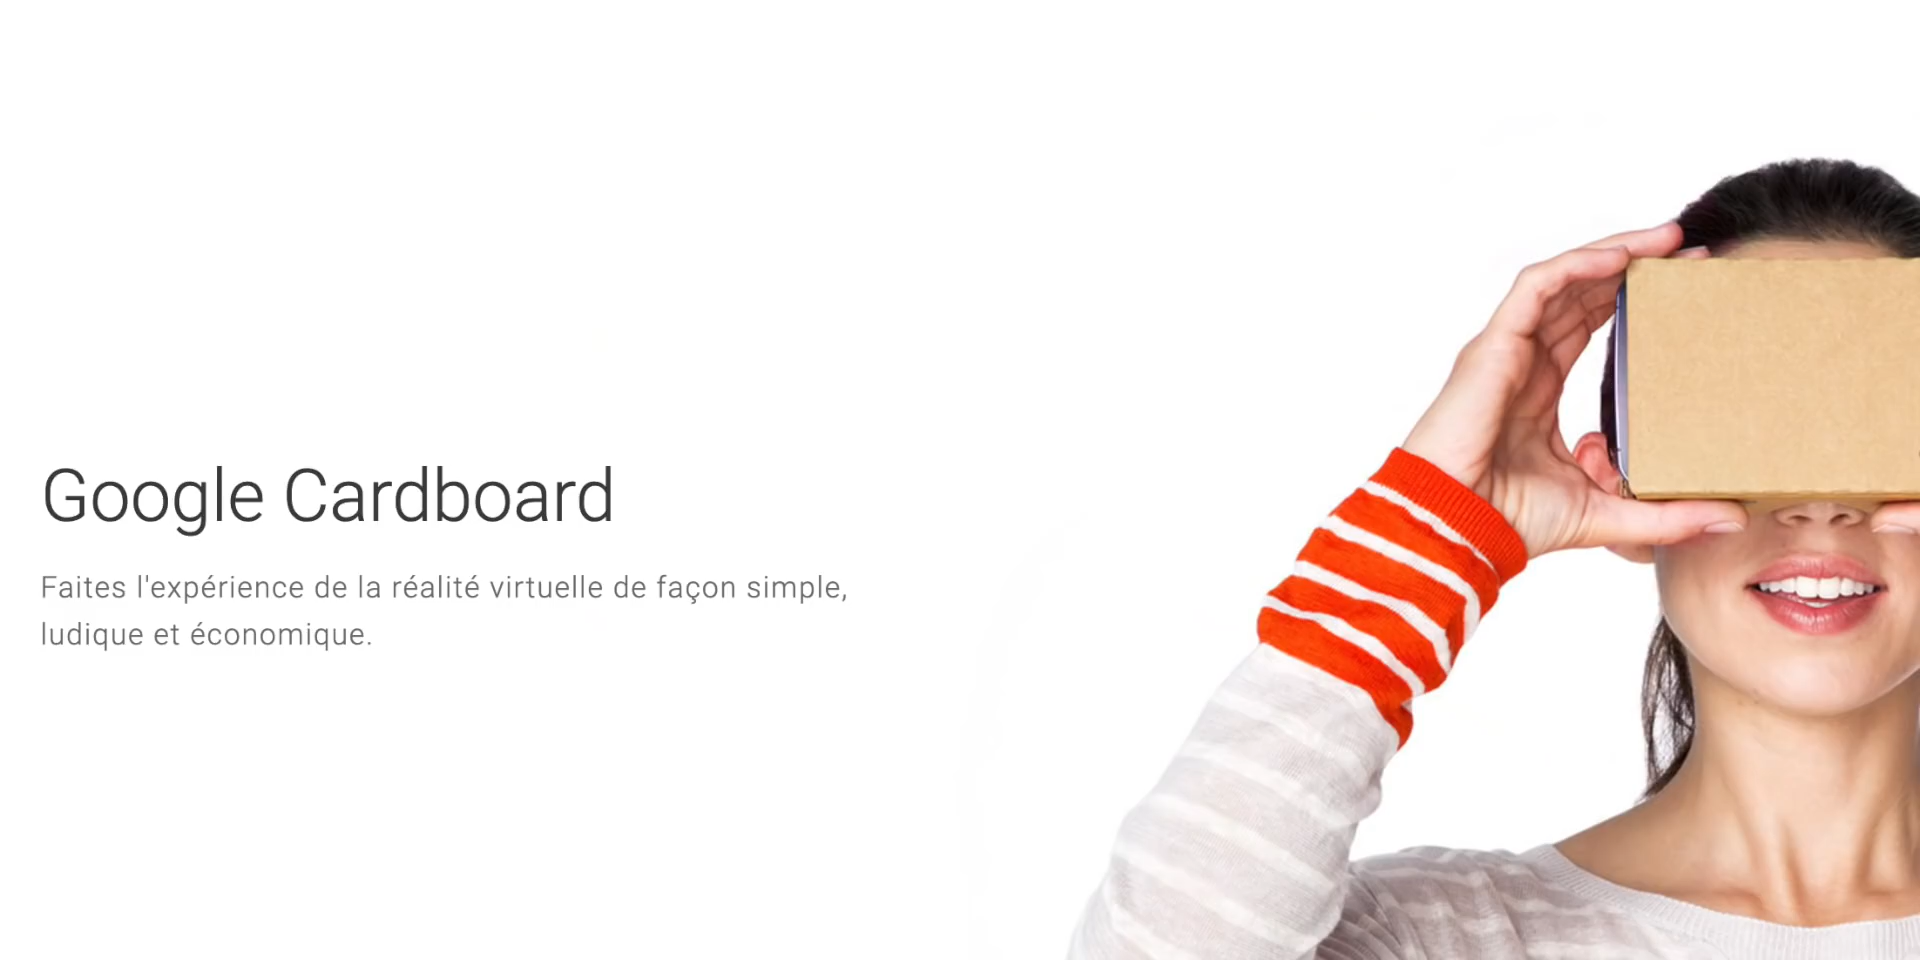 Google Cardboard
Faites l'expérience de la réalité virtuelle de façon simple,
ludique et économique.